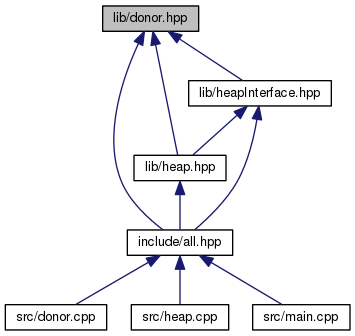 lib/donor.hpp
lib/heapInterface.hpp
lib/heap.hpp
include/all.hpp
src/donor.cpp
src/heap.cpp
src/main.cpp